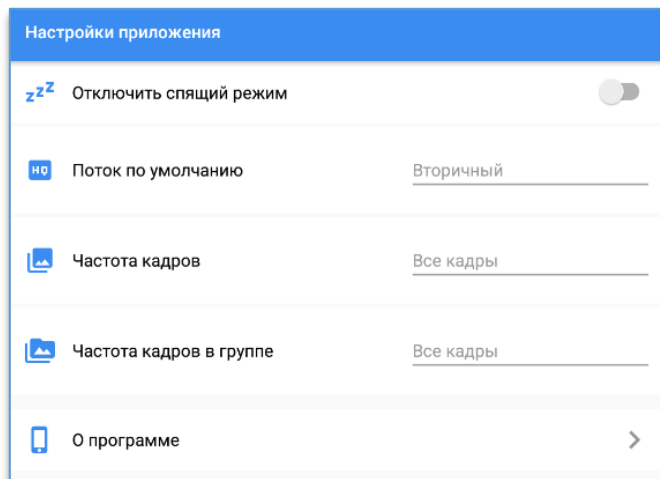 Настройки приложения
zzZ Отключить спящий режим
HQ Поток по умолчанию Вторичный
Частота кадров Все кадры
Частота кадров в группе Все кадры
О программе